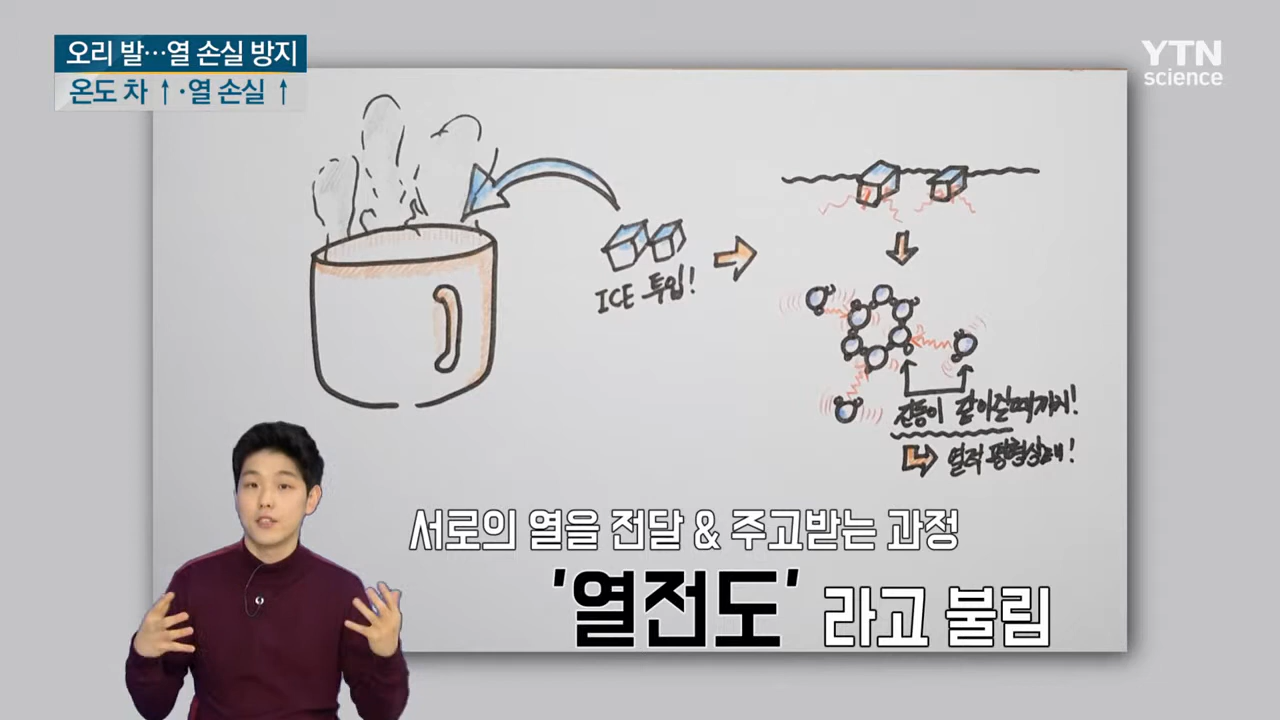 오리 발…열 손실 방지
온도 차 ↑·열 손실 ↑
YTN
science
ICE 투입!
진동이 같아질때까지!
열적 평형상태!
서로의 열을 전달 & 주고받는 과정
'열전도' 라고 불림